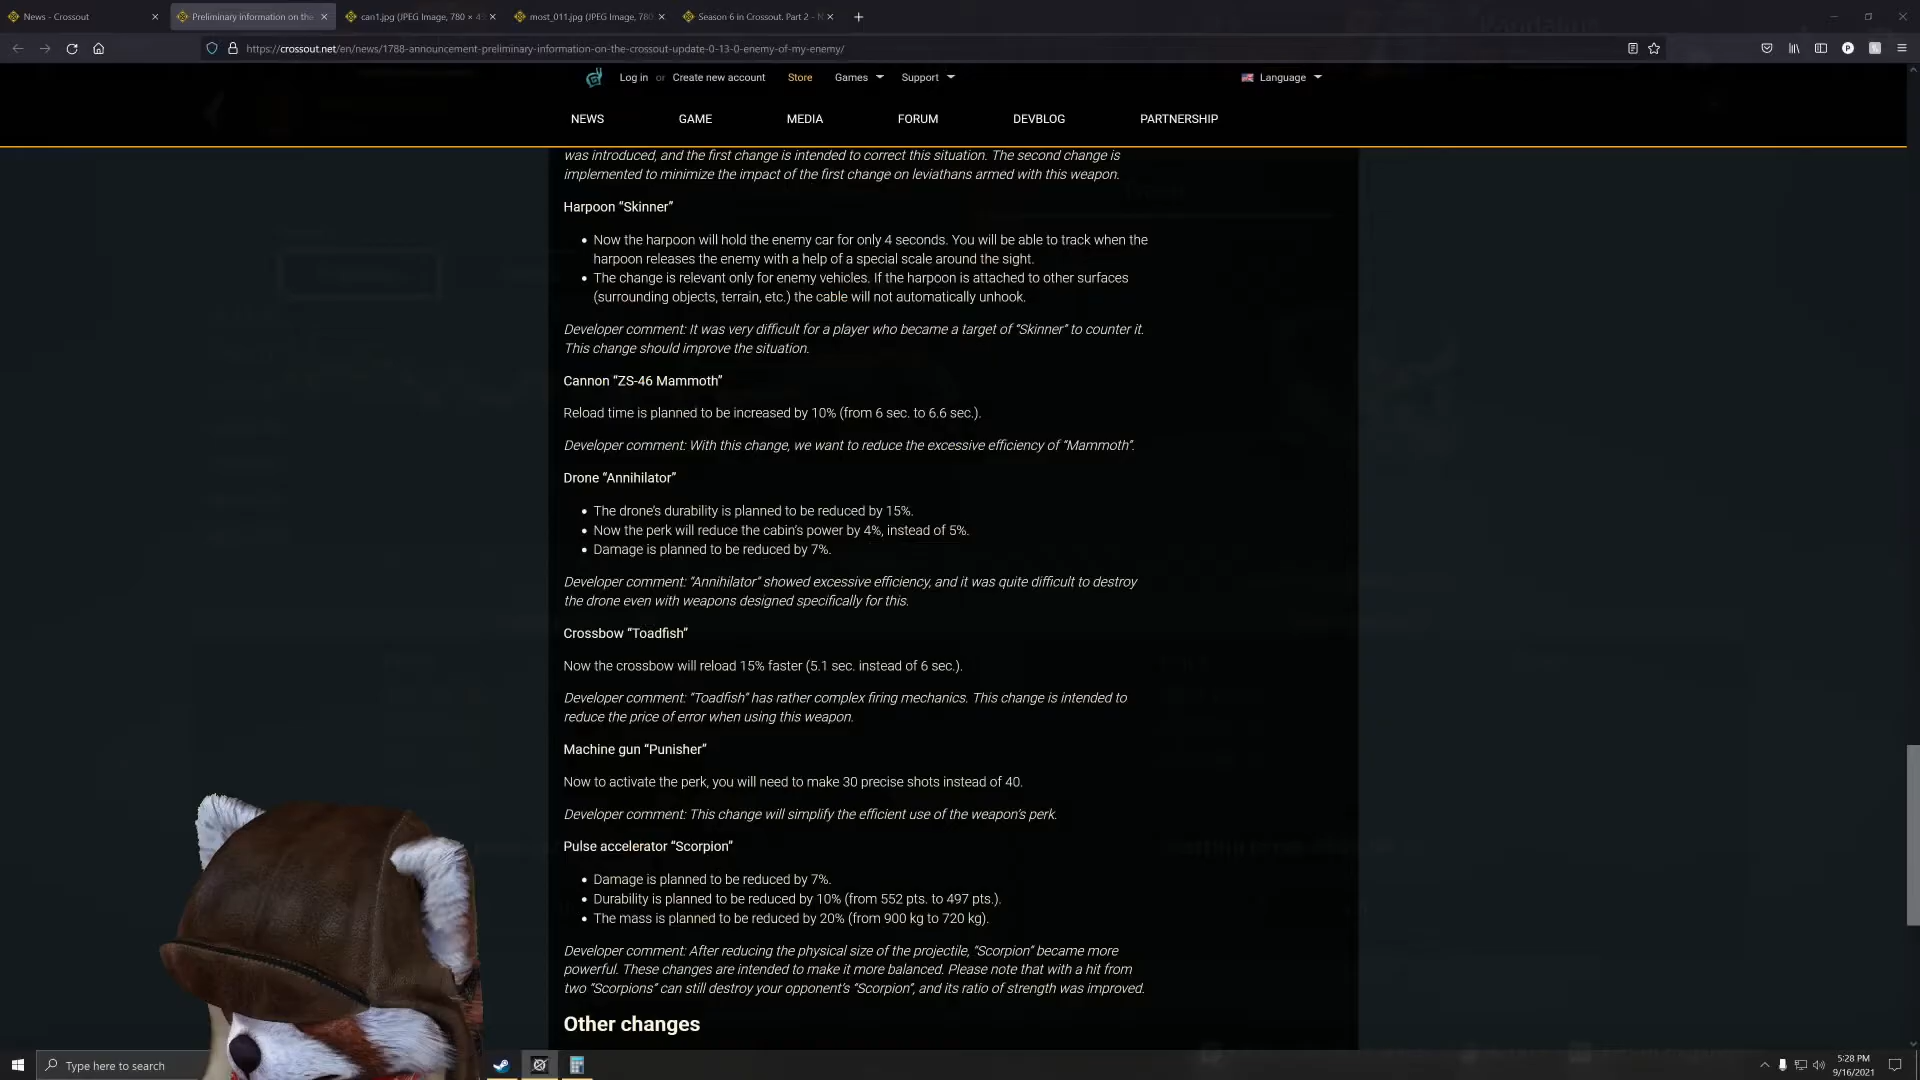 News - Crossout
Preliminary information on the
can1.jpg (JPEG Image, 780 × 4
most_011.jpg (JPEG Image, 780
Season 6 in Crossout. Part 2 - N
https://crossout.net/en/news/1788-announcement-preliminary-information-on-the-crossout-update-0-13-0-enemy-of-my-enemy/
Log in or Create new account Store Games Support Language
NEWS GAME MEDIA FORUM DEVBLOG PARTNERSHIP
was introduced, and the first change is intended to correct this situation. The second change is
implemented to minimize the impact of the first change on leviathans armed with this weapon.
Harpoon “Skinner”
• Now the harpoon will hold the enemy car for only 4 seconds. You will be able to track when the
harpoon releases the enemy with a help of a special scale around the sight.
• The change is relevant only for enemy vehicles. If the harpoon is attached to other surfaces
(surrounding objects, terrain, etc.) the cable will not automatically unhook.
Developer comment: It was very difficult for a player who became a target of “Skinner” to counter it.
This change should improve the situation.
Cannon “ZS-46 Mammoth”
Reload time is planned to be increased by 10% (from 6 sec. to 6.6 sec.).
Developer comment: With this change, we want to reduce the excessive efficiency of “Mammoth”.
Drone “Annihilator”
• The drone’s durability is planned to be reduced by 15%.
• Now the perk will reduce the cabin’s power by 4%, instead of 5%.
• Damage is planned to be reduced by 7%.
Developer comment: “Annihilator” showed excessive efficiency, and it was quite difficult to destroy
the drone even with weapons designed specifically for this.
Crossbow “Toadfish”
Now the crossbow will reload 15% faster (5.1 sec. instead of 6 sec.).
Developer comment: “Toadfish” has rather complex firing mechanics. This change is intended to
reduce the price of error when using this weapon.
Machine gun “Punisher”
Now to activate the perk, you will need to make 30 precise shots instead of 40.
Developer comment: This change will simplify the efficient use of the weapon’s perk.
Pulse accelerator “Scorpion”
• Damage is planned to be reduced by 7%.
• Durability is planned to be reduced by 10% (from 552 pts. to 497 pts.).
• The mass is planned to be reduced by 20% (from 900 kg to 720 kg).
Developer comment: After reducing the physical size of the projectile, “Scorpion” became more
powerful. These changes are intended to make it more balanced. Please note that with a hit from
two “Scorpions” can still destroy your opponent’s “Scorpion”, and its ratio of strength was improved.
Other changes
Type here to search
5:28 PM
9/16/2021